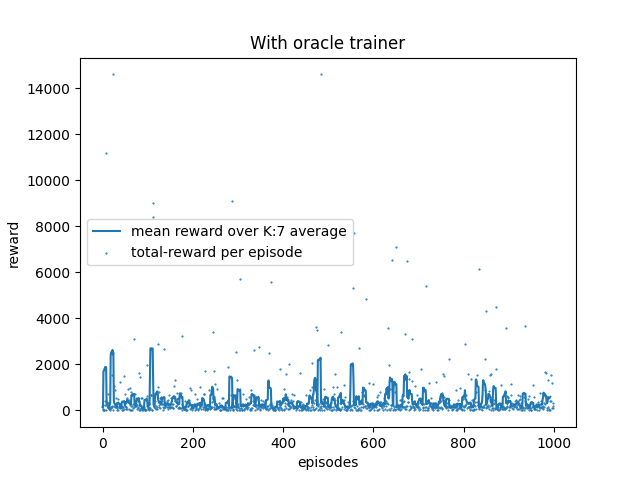 With oracle trainer
14000
12000
10000
8000
6000
4000
2000
0
reward
mean reward over K:7 average
total-reward per episode
0 200 400 600 800 1000
episodes